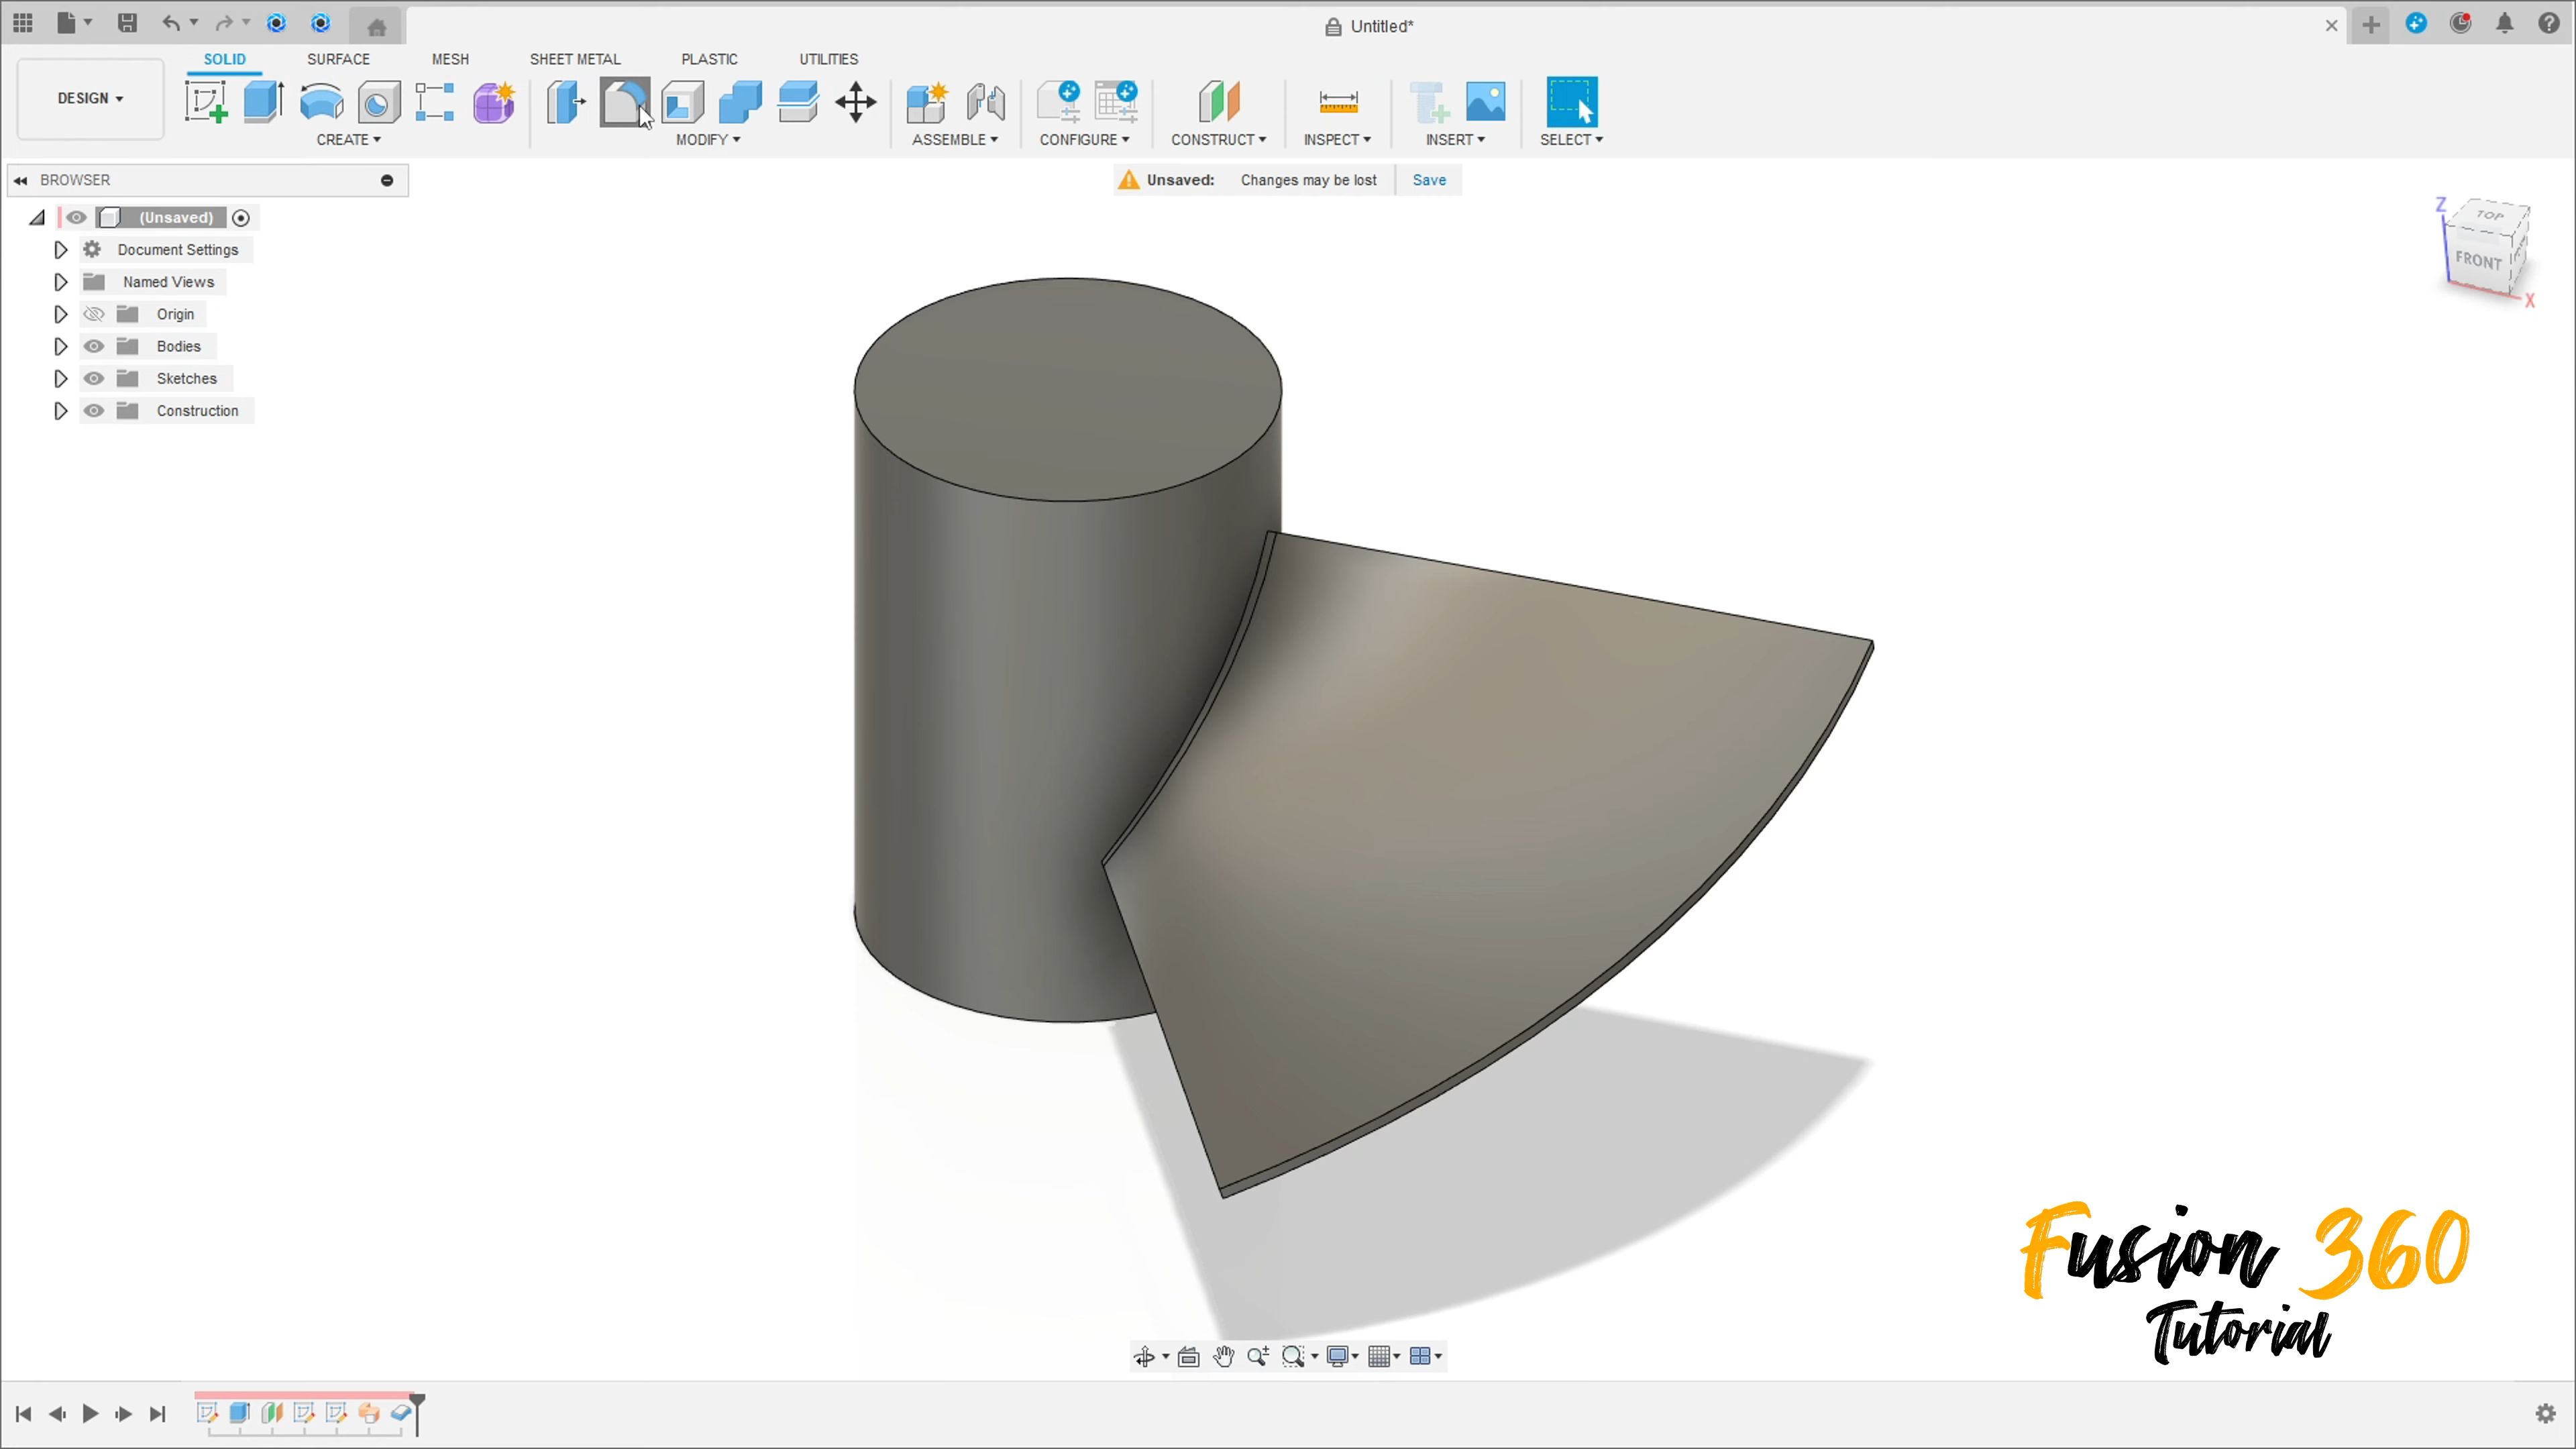 Untitled*
SOLID SURFACE MESH SHEET METAL PLASTIC UTILITIES
DESIGN
CREATE MODIFY ASSEMBLE CONFIGURE CONSTRUCT INSPECT INSERT SELECT
BROWSER
Unsaved: Changes may be lost Save
(Unsaved)
Document Settings
Named Views
Origin
Bodies
Sketches
Construction
Z
TOP
FRONT
X
Fusion 360
Tutorial